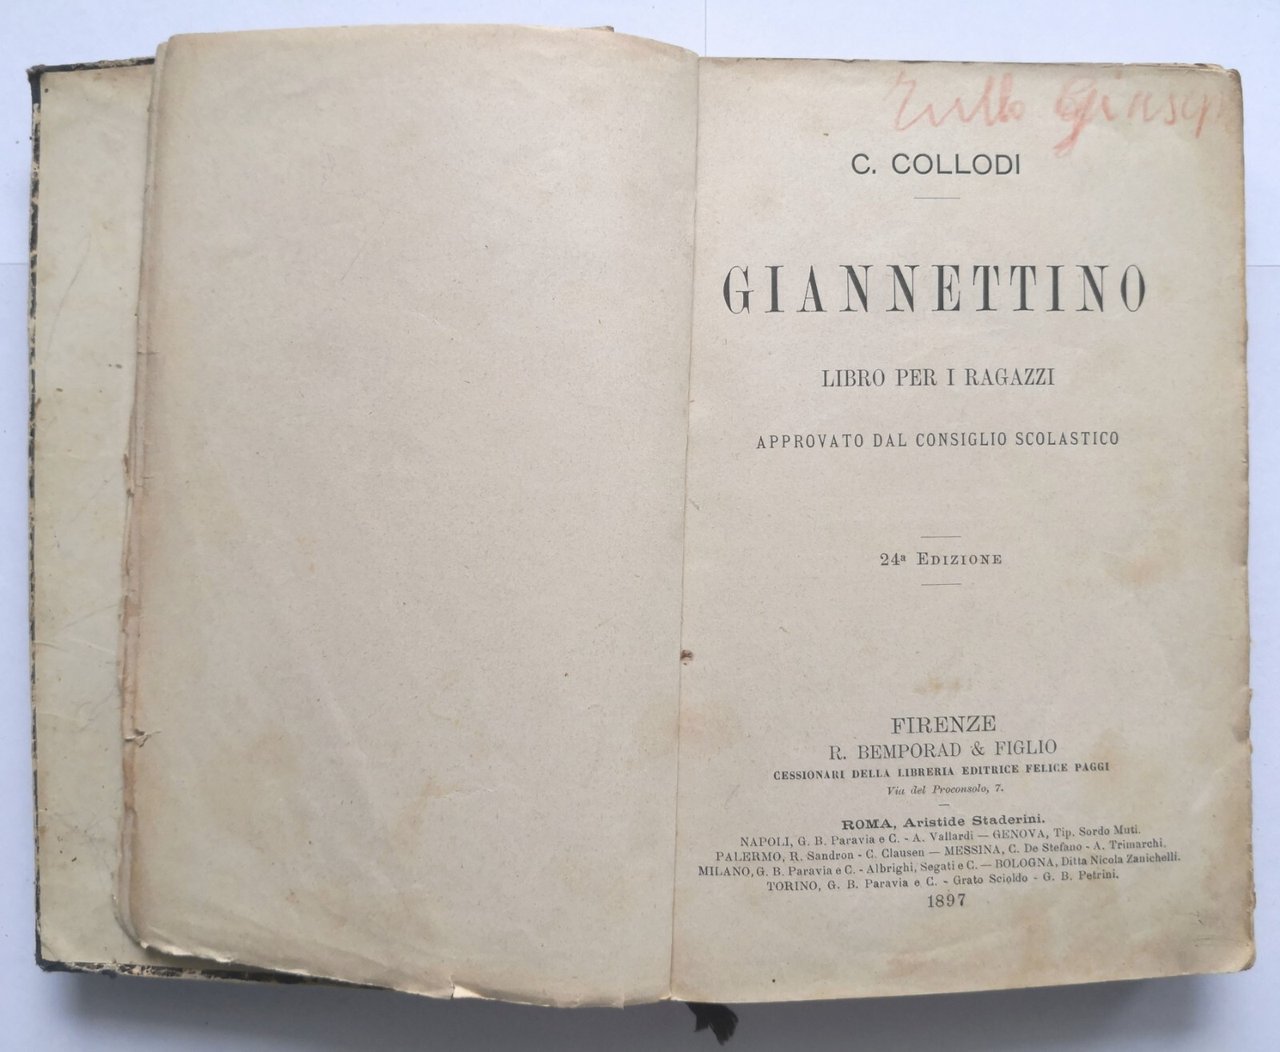 C. COLLODI
GIANNETTINO
LIBRO PER I RAGAZZI
APPROVATO DAL CONSIGLIO SCOLASTICO
24ª EDIZIONE
FIRENZE
R. BEMPORAD & FIGLIO
CESSIONARI DELLA LIBRERIA EDITRICE FELICE PAGGI
Via del Proconsolo, 7.
ROMA, Aristide Staderini.
NAPOLI, G. B. Paravia e C. - A. Vallardi — GENOVA, Tip. Sordo Muti.
PALERMO, R. Sandron - C. Clausen — MESSINA, C. De Stefano - A. Trimarchi.
MILANO, G. B. Paravia e C. - Albrighi, Segati e C. — BOLOGNA, Ditta Nicola Zanichelli.
TORINO, G. B. Paravia e C. - Grato Scioldo - G. B. Petrini.
1897